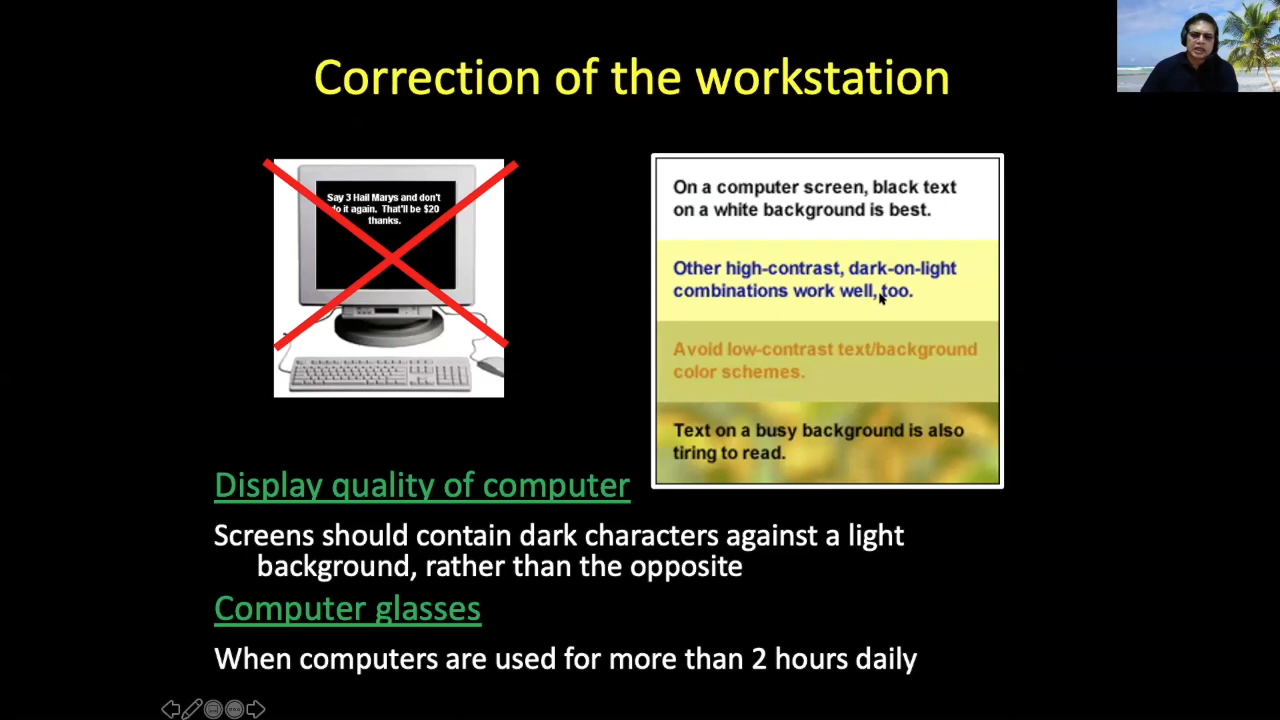 Correction of the workstation
Say 3 Hail Marys and don't
do it again. That'll be $20
thanks.
On a computer screen, black text
on a white background is best.
Other high-contrast, dark-on-light
combinations work well, too.
Avoid low-contrast text/background
color schemes.
Text on a busy background is also
tiring to read.
Display quality of computer
Screens should contain dark characters against a light
background, rather than the opposite
Computer glasses
When computers are used for more than 2 hours daily